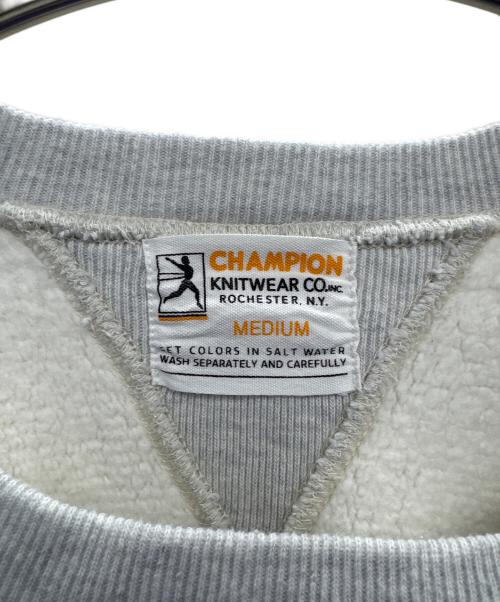 CHAMPION
KNITWEAR CO.INC.
ROCHESTER, N.Y.
MEDIUM
SET COLORS IN SALT WATER
WASH SEPARATELY AND CAREFULLY